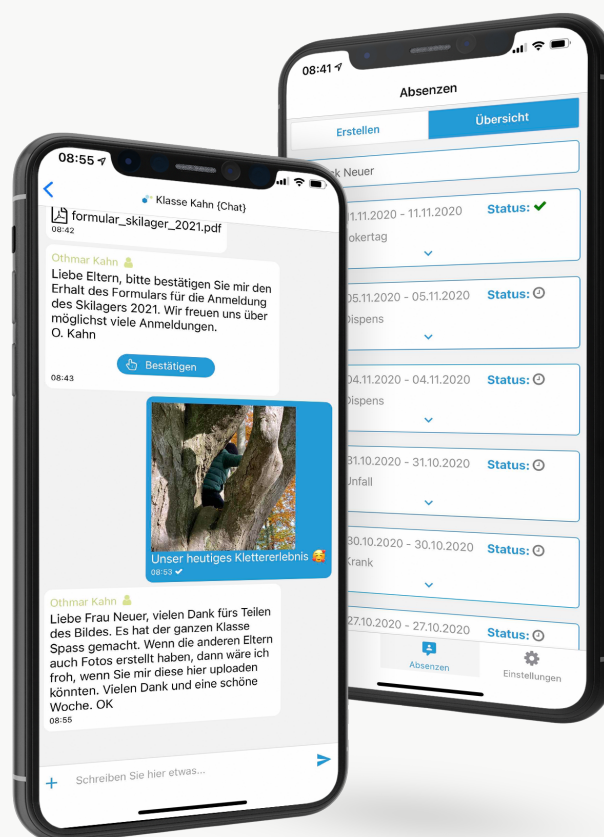 08:55
Klasse Kahn {Chat}
formular_skilager_2021.pdf
08:42
Othmar Kahn
Liebe Eltern, bitte bestätigen Sie mir den
Erhalt des Formulars für die Anmeldung
des Skilagers 2021. Wir freuen uns über
möglichst viele Anmeldungen.
O. Kahn
Bestätigen
08:43
Unser heutiges Klettererlebnis
08:53
Othmar Kahn
Liebe Frau Neuer, vielen Dank fürs Teilen
des Bildes. Es hat der ganzen Klasse
Spass gemacht. Wenn die anderen Eltern
auch Fotos erstellt haben, dann wäre ich
froh, wenn Sie mir diese hier uploaden
könnten. Vielen Dank und eine schöne
Woche. OK
08:55
Schreiben Sie hier etwas...
08:41
Absenzen
Erstellen
Übersicht
Neuer
11.11.2020 - 11.11.2020 Status:
05.11.2020 - 05.11.2020 Status:
04.11.2020 - 04.11.2020 Status:
31.10.2020 - 31.10.2020 Status:
30.10.2020 - 30.10.2020 Status:
27.10.2020 - 27.10.2020 Status:
Absenzen
Einstellungen